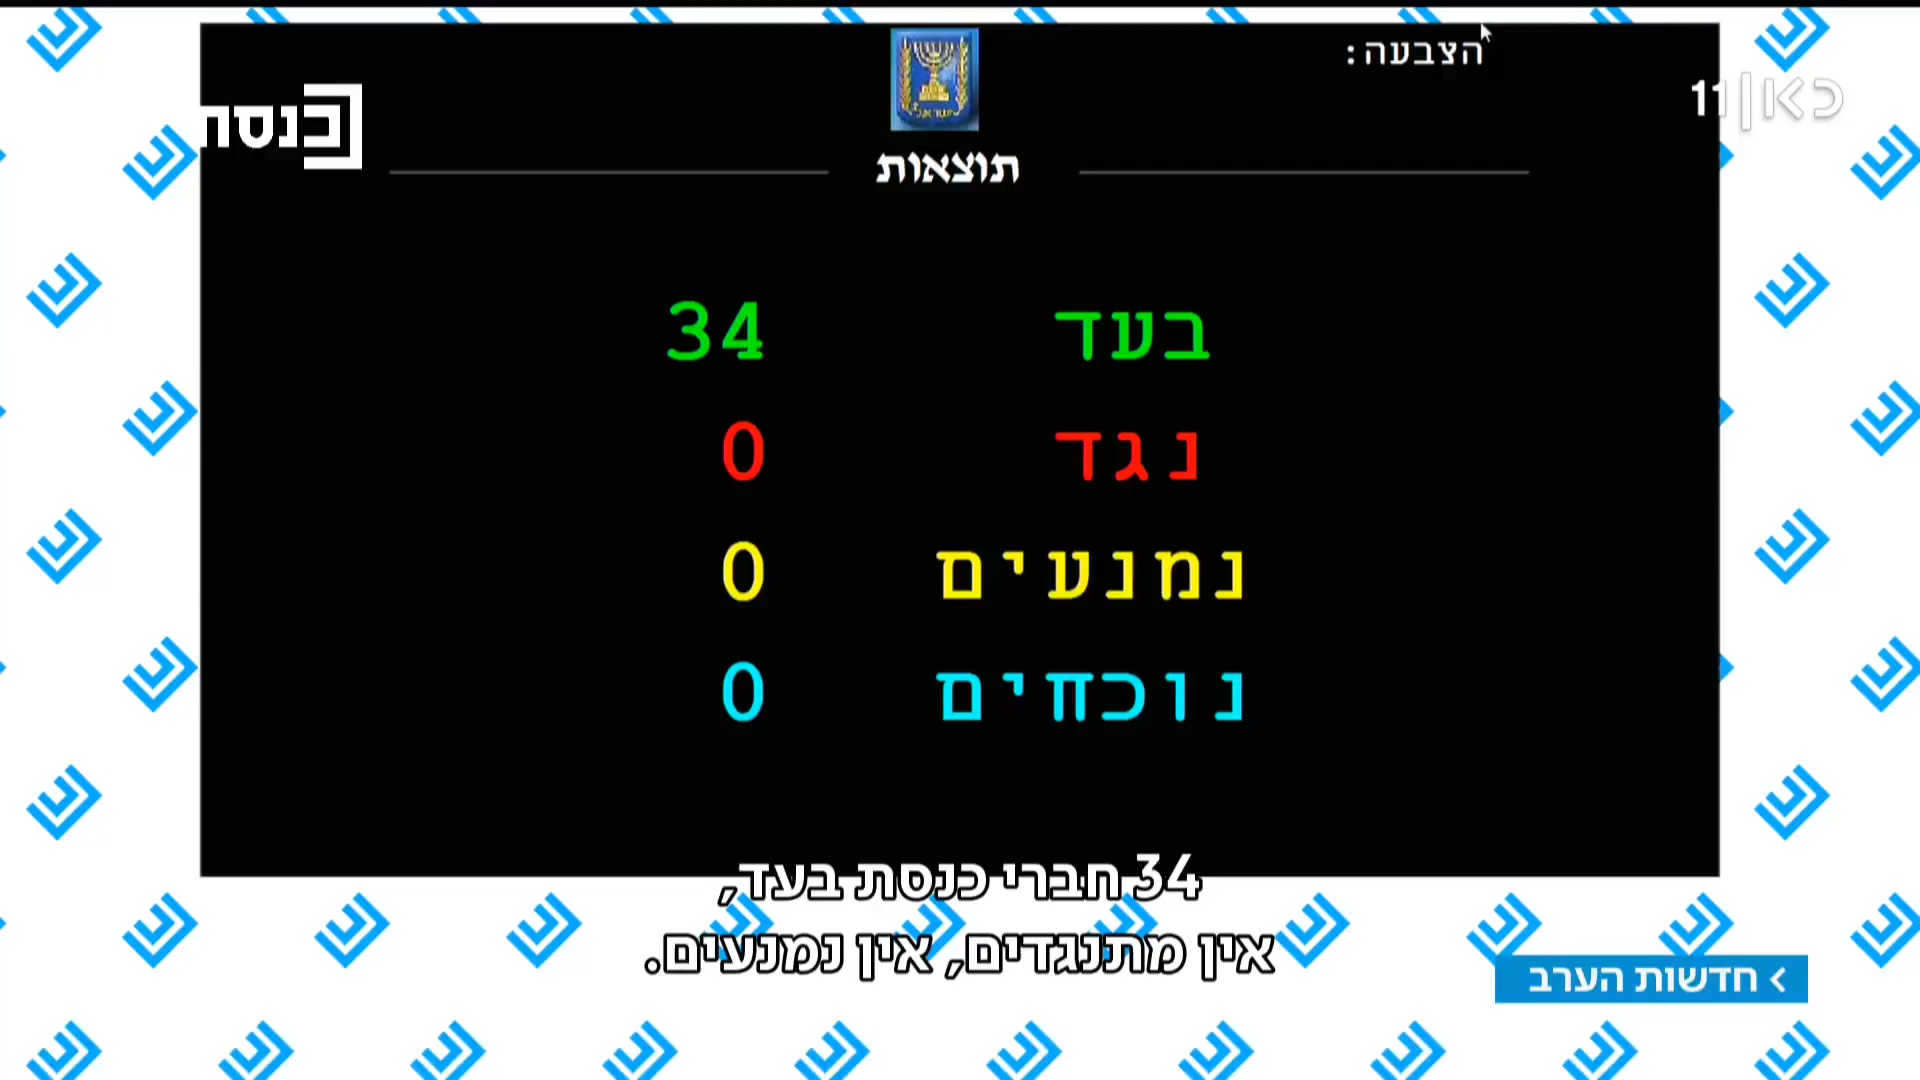 הצבעה:
כנסת
כאן|11
תוצאות
בעד 34
נגד 0
נמנעים 0
נוכחים 0
34 חברי כנסת בעד,
אין מתנגדים, אין נמנעים.
חדשות הערב